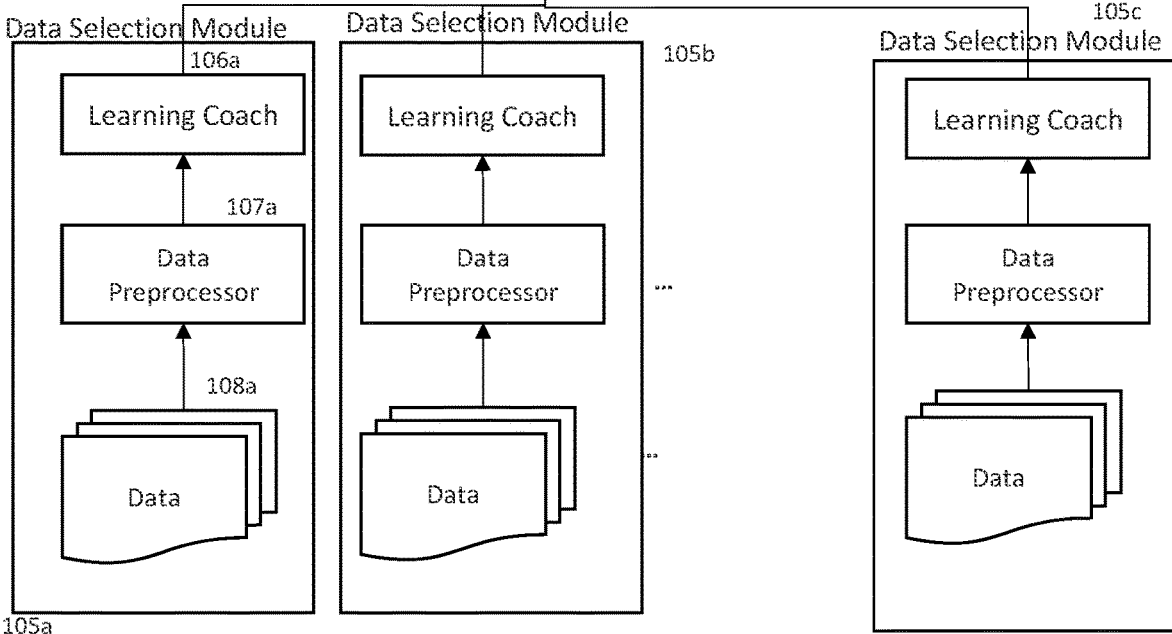 Data Selection Module
106a
Learning Coach
107a
Data
Preprocessor
108a
Data
105a
Data Selection Module
105b
Learning Coach
Data
Preprocessor
...
Data
...
105c
Data Selection Module
Learning Coach
Data
Preprocessor
Data